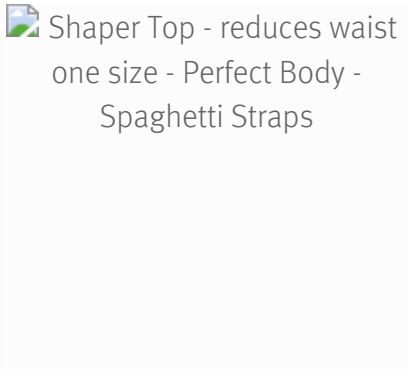 Shaper Top - reduces waist
one size - Perfect Body -
Spaghetti Straps